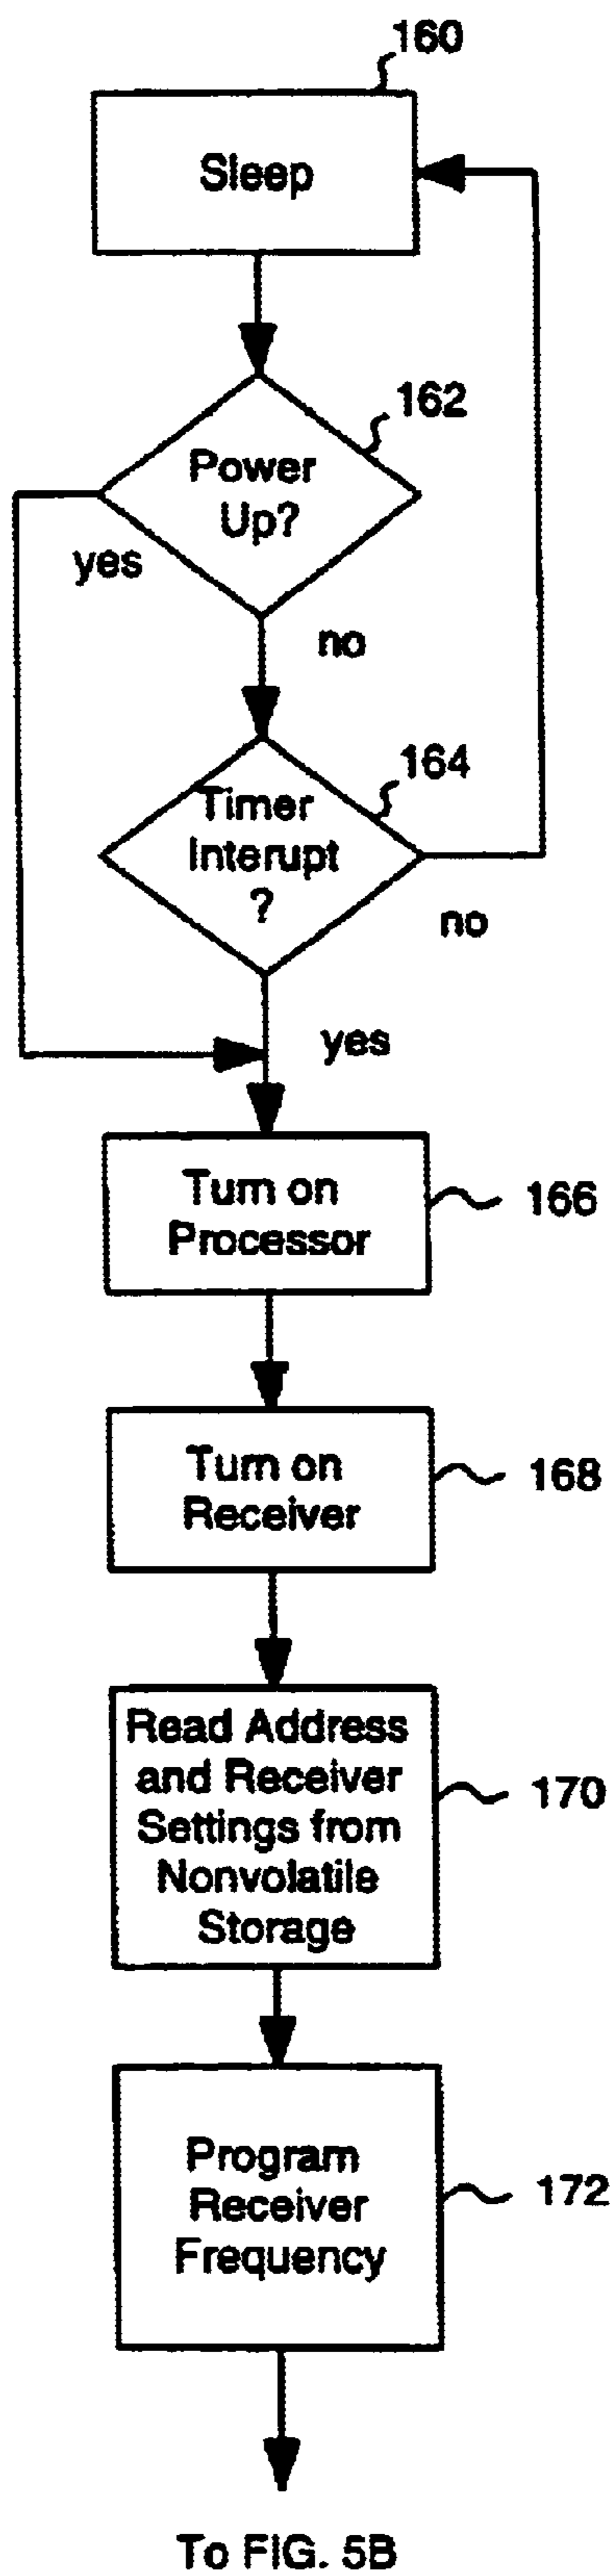 160
Sleep
162
Power
Up?
yes
no
164
Timer
Interupt
?
no
yes
Turn on
Processor
166
Turn on
Receiver
168
Read Address
and Receiver
Settings from
Nonvolatile
Storage
170
Program
Receiver
Frequency
172
To FIG. 5B